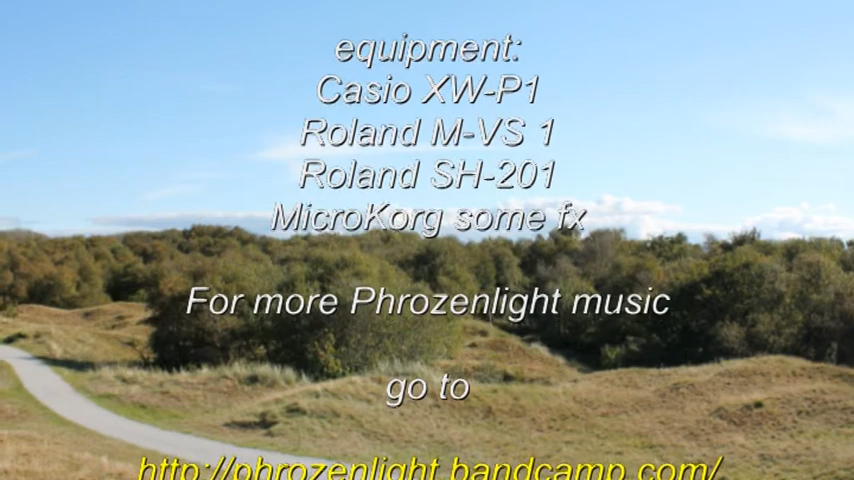 equipment:
Casio XW-P1
Roland M-VS 1
Roland SH-201
MicroKorg some fx
For more Phrozenlight music
go to
http://phrozenlight.bandcamp.com/